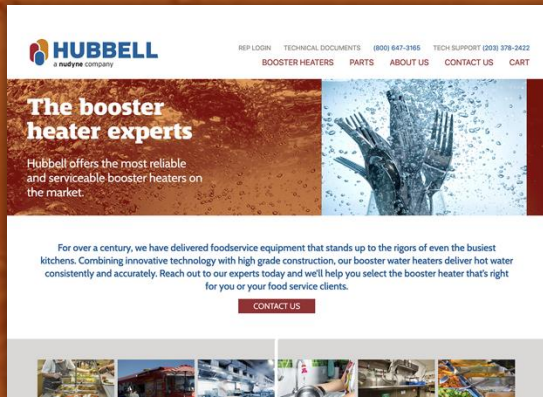 HUBBELL
a nudyne company
REP LOGIN TECHNICAL DOCUMENTS (800) 647-3165 TECH SUPPORT (203) 378-2422
BOOSTER HEATERS PARTS ABOUT US CONTACT US CART
The booster
heater experts
Hubbell offers the most reliable
and serviceable booster heaters on
the market.
For over a century, we have delivered foodservice equipment that stands up to the rigors of even the busiest
kitchens. Combining innovative technology with high grade construction, our booster water heaters deliver hot water
consistently and accurately. Reach out to our experts today and we'll help you select the booster heater that's right
for you or your food service clients.
CONTACT US